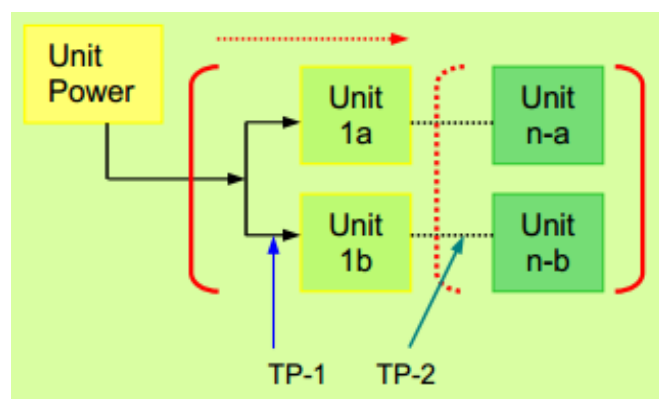 Unit
Power
Unit
1a
Unit
n-a
Unit
1b
Unit
n-b
TP-1
TP-2